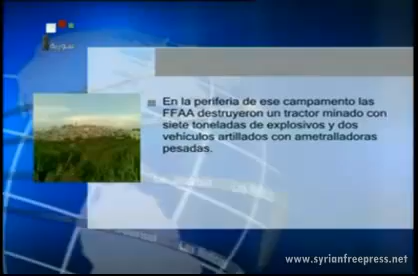 سورية
En la periferia de ese campamento las
FFAA destruyeron un tractor minado con
siete toneladas de explosivos y dos
vehículos artillados con ametralladoras
pesadas.
www.syrianfreepress.net